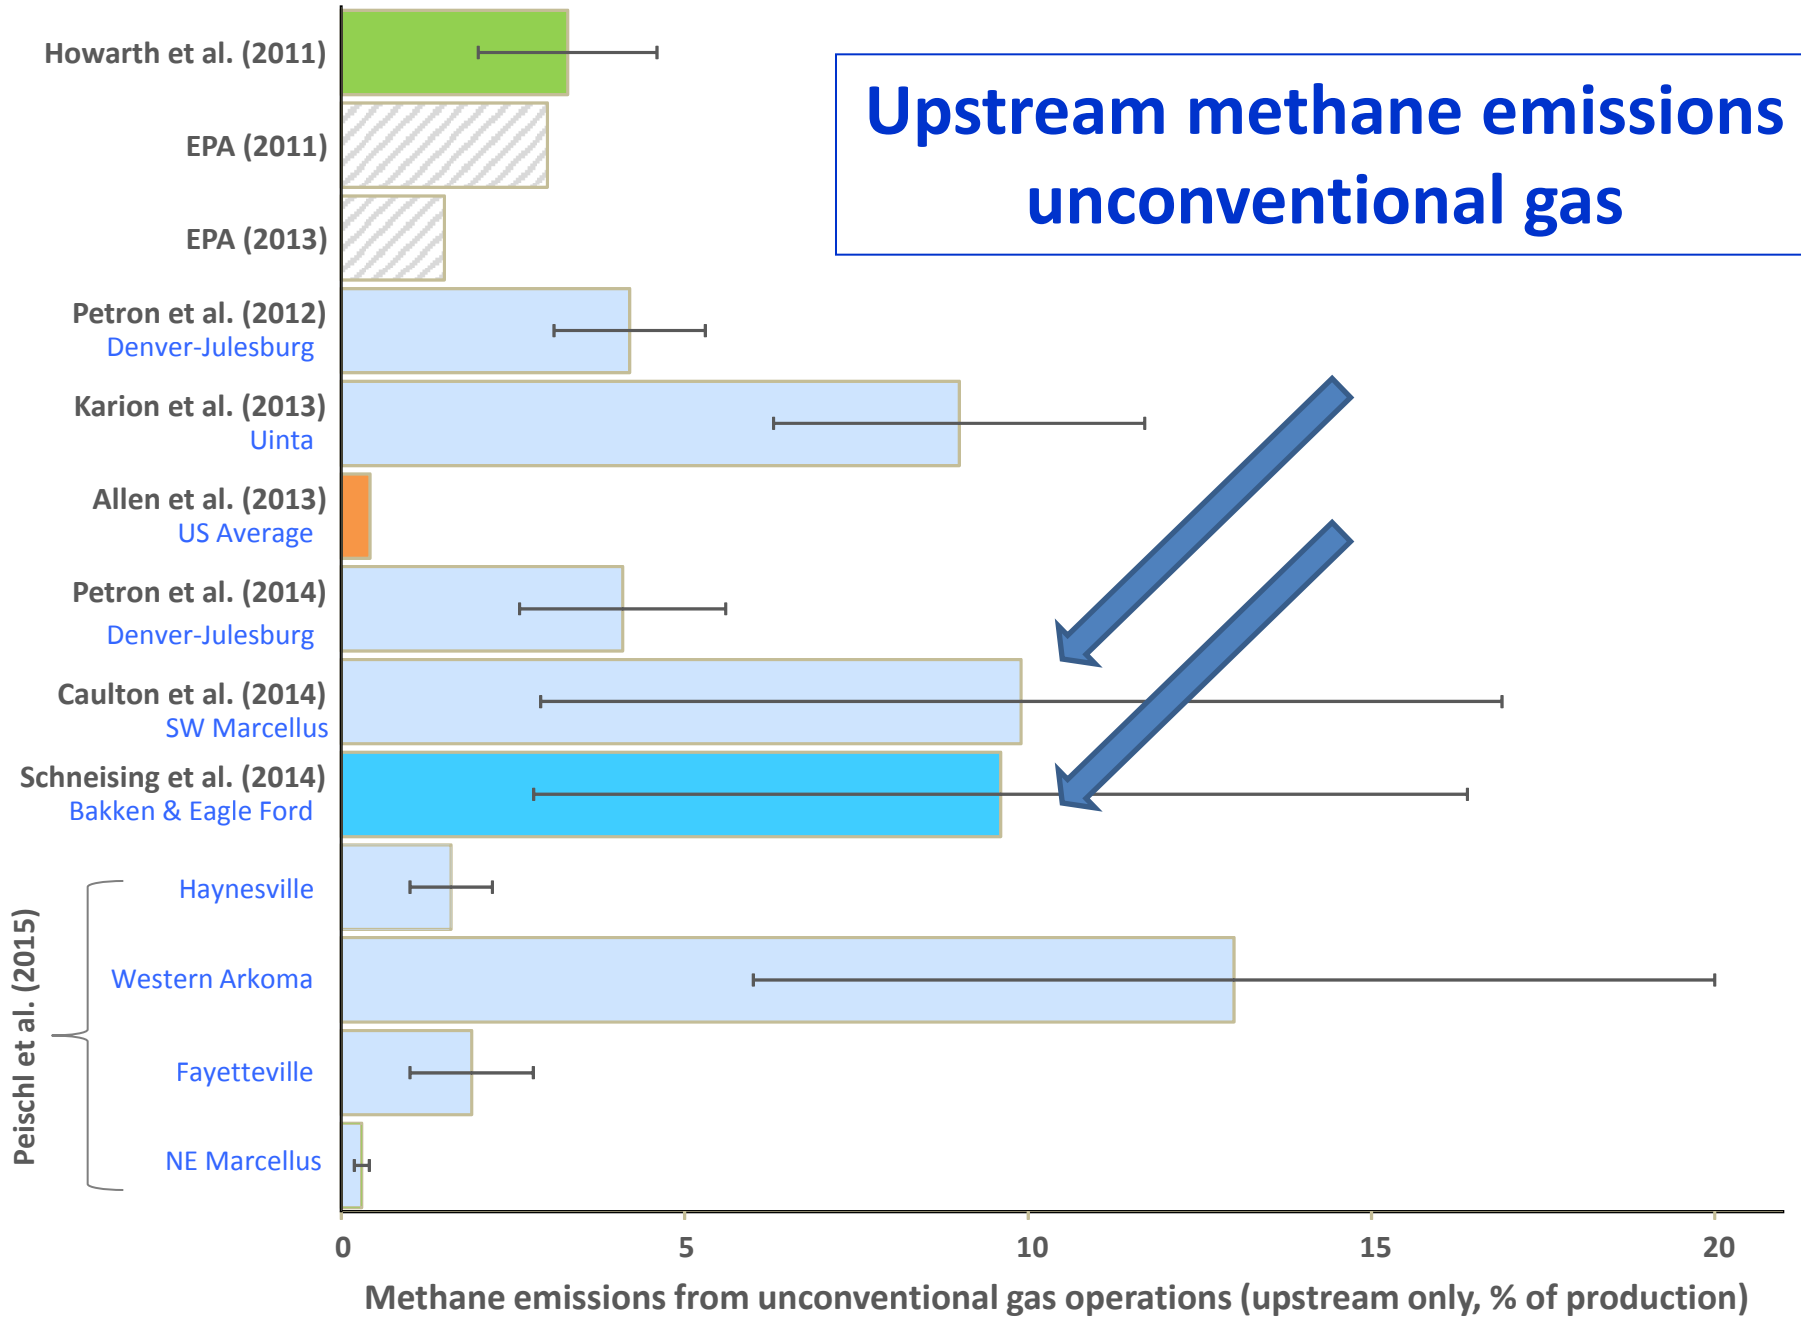 Upstream methane emissions
unconventional gas
Howarth et al. (2011)
EPA (2011)
EPA (2013)
Petron et al. (2012)
Denver-Julesburg
Karion et al. (2013)
Uinta
Allen et al. (2013)
US Average
Petron et al. (2014)
Denver-Julesburg
Caulton et al. (2014)
SW Marcellus
Schneising et al. (2014)
Bakken & Eagle Ford
Peischl et al. (2015)
Haynesville
Western Arkoma
Fayetteville
NE Marcellus
0 5 10 15 20
Methane emissions from unconventional gas operations (upstream only, % of production)